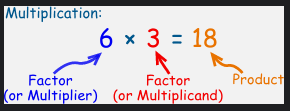 Multiplication:
6 × 3 = 18
Factor Factor Product
(or Multiplier) (or Multiplicand)